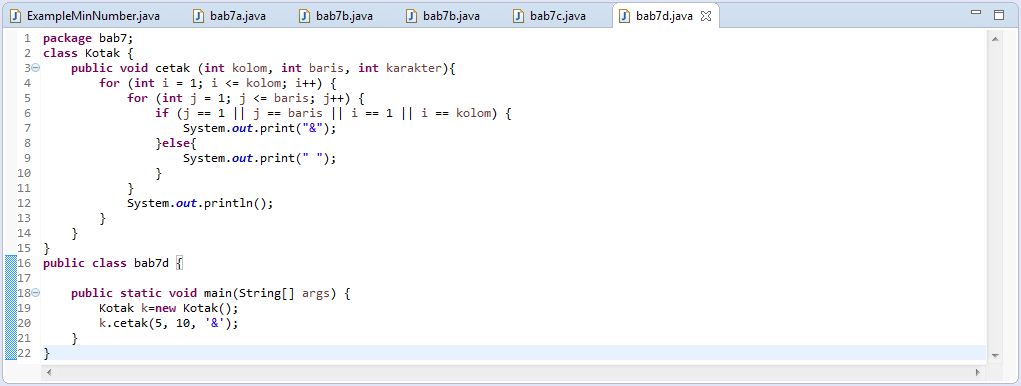 ExampleMinNumber.java bab7a.java bab7b.java bab7b.java bab7c.java bab7d.java
1 package bab7;
2 class Kotak {
3     public void cetak (int kolom, int baris, int karakter){
4         for (int i = 1; i <= kolom; i++) {
5             for (int j = 1; j <= baris; j++) {
6                 if (j == 1 || j == baris || i == 1 || i == kolom) {
7                     System.out.print("&");
8                 }else{
9                     System.out.print(" ");
10                 }
11             }
12             System.out.println();
13         }
14     }
15 }
16 public class bab7d {
17
18     public static void main(String[] args) {
19         Kotak k=new Kotak();
20         k.cetak(5, 10, '&');
21     }
22 }